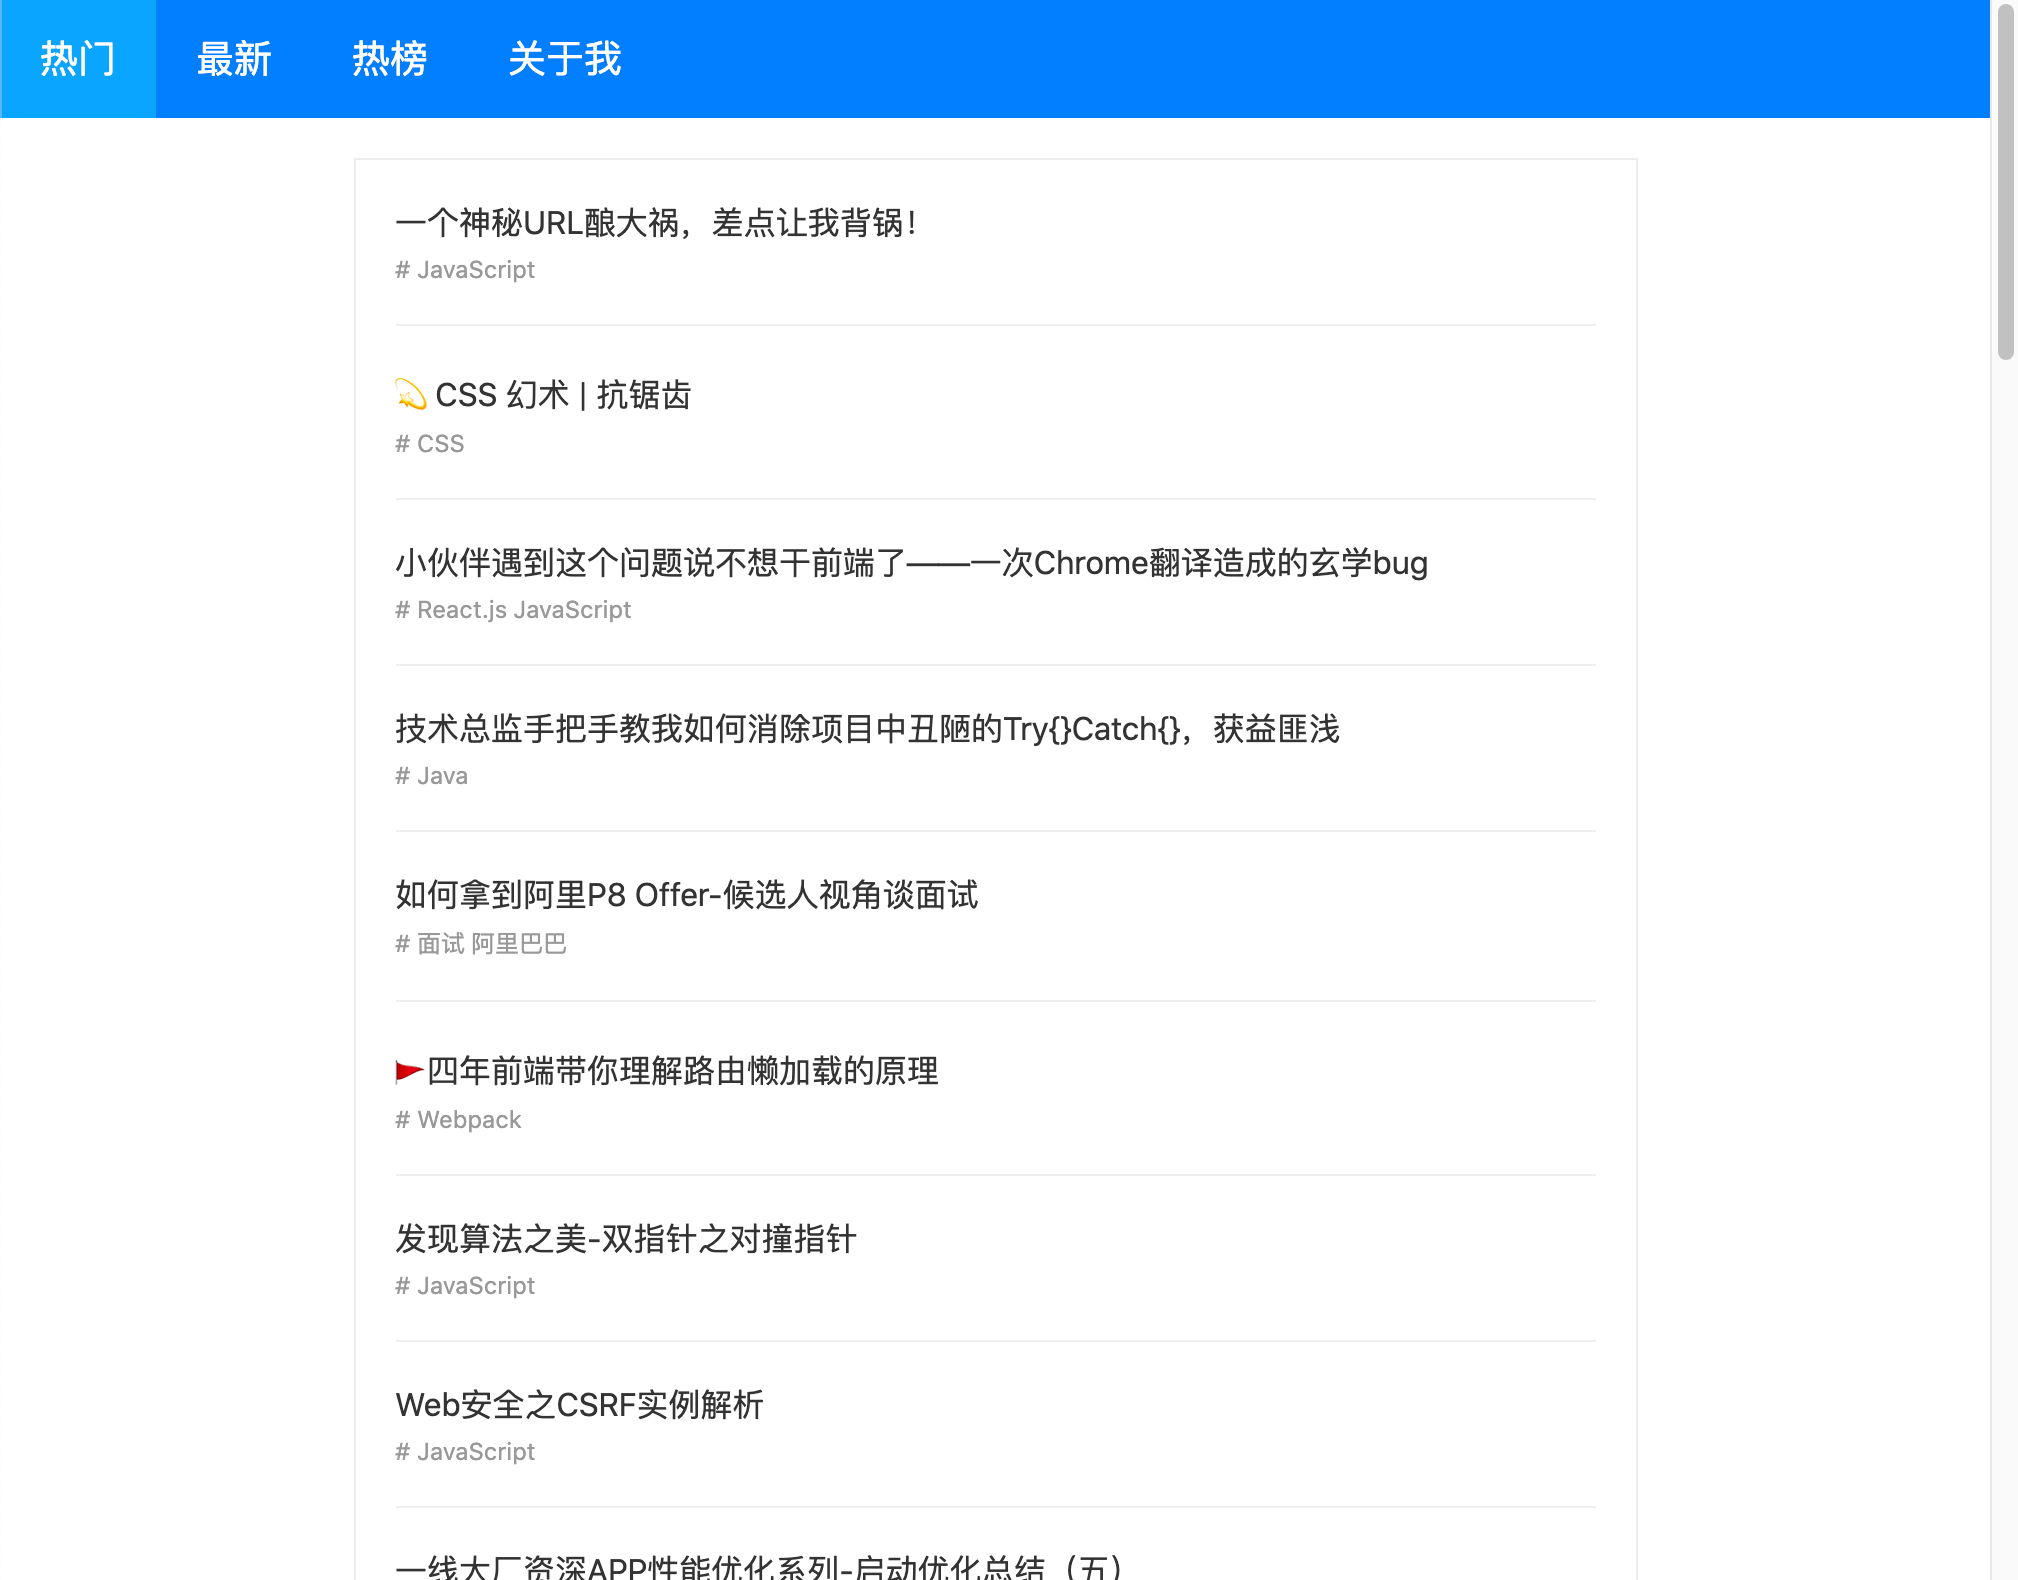 热门 最新 热榜 关于我
一个神秘URL酿大祸，差点让我背锅！
# JavaScript
💫 CSS 幻术 | 抗锯齿
# CSS
小伙伴遇到这个问题说不想干前端了——一次Chrome翻译造成的玄学bug
# React.js JavaScript
技术总监手把手教我如何消除项目中丑陋的Try{}Catch{}，获益匪浅
# Java
如何拿到阿里P8 Offer-候选人视角谈面试
# 面试 阿里巴巴
🚩四年前端带你理解路由懒加载的原理
# Webpack
发现算法之美-双指针之对撞指针
# JavaScript
Web安全之CSRF实例解析
# JavaScript
一线大厂资深APP性能优化系列-启动优化总结（五）